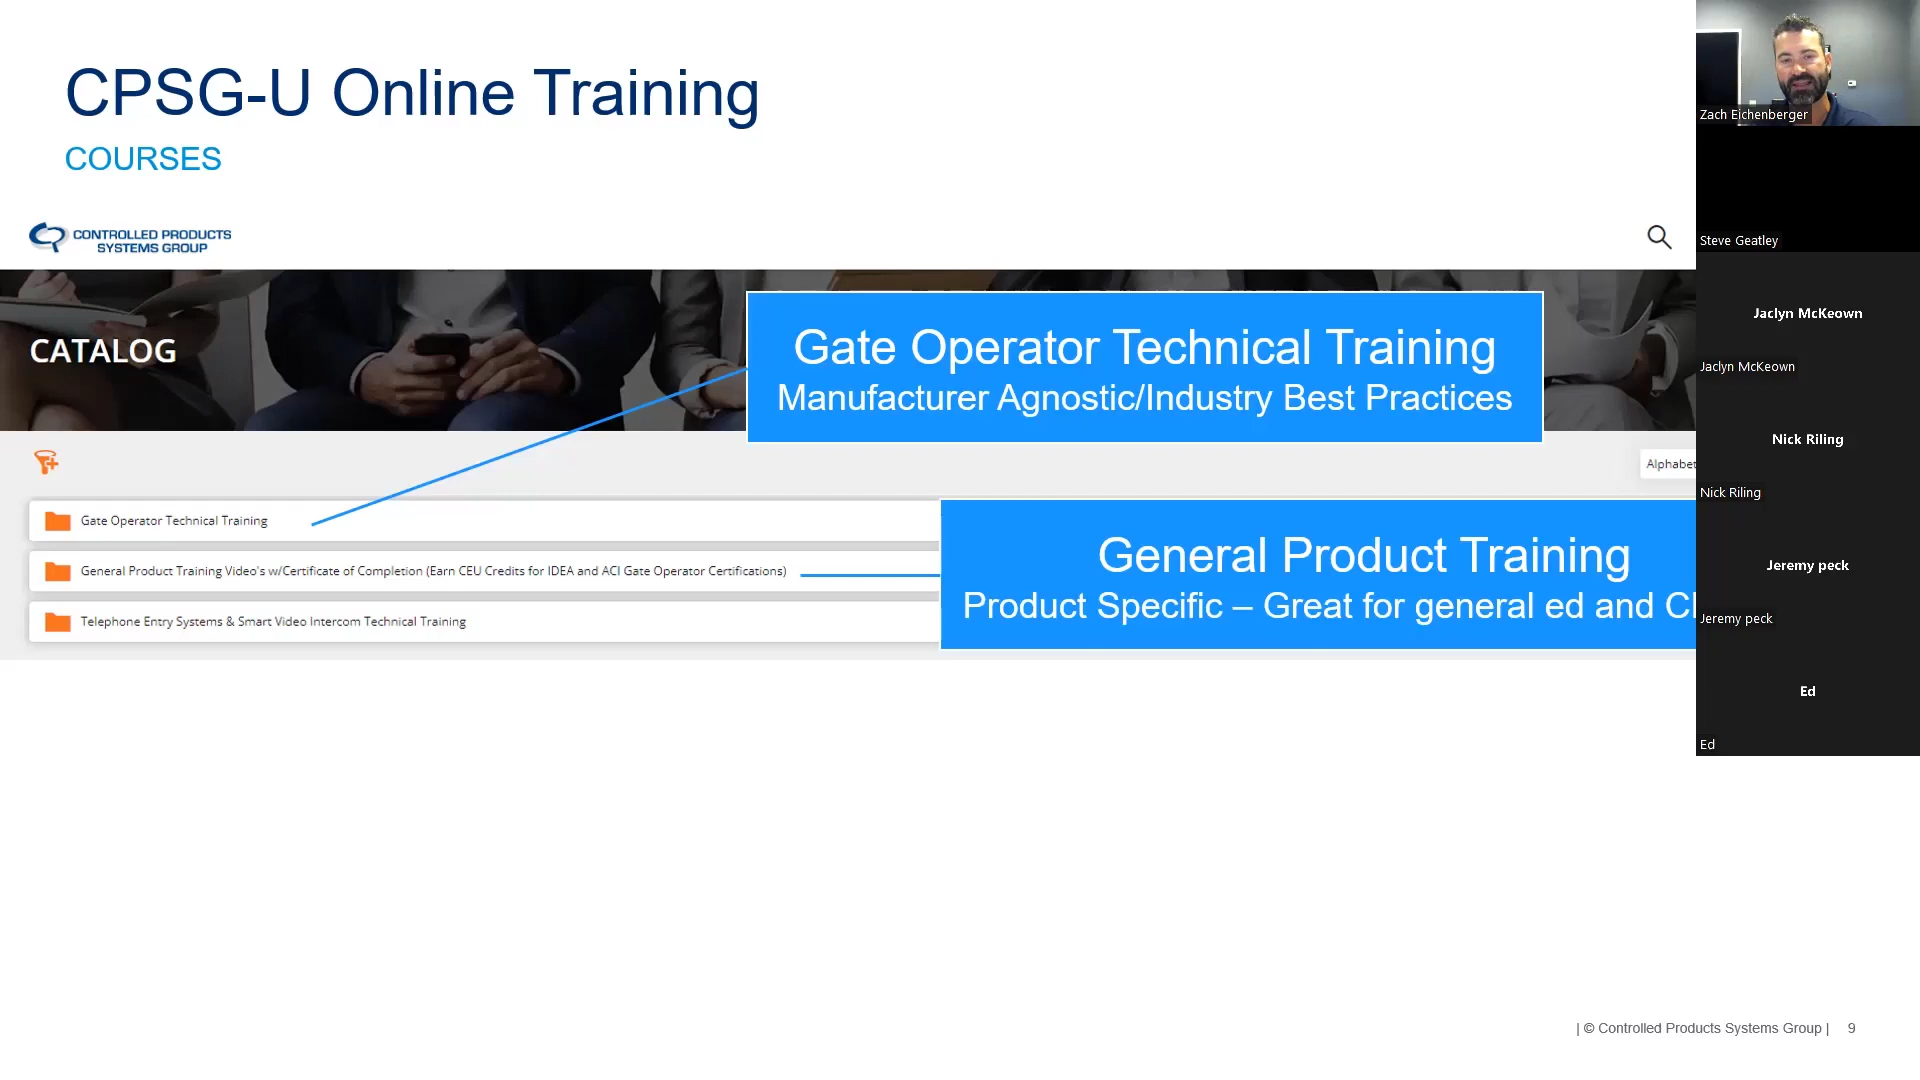 CPSG-U Online Training
COURSES
CONTROLLED PRODUCTS
SYSTEMS GROUP
CATALOG
Gate Operator Technical Training
Manufacturer Agnostic/Industry Best Practices
Gate Operator Technical Training
General Product Training Video's w/Certificate of Completion (Earn CEU Credits for IDEA and ACI Gate Operator Certifications)
Telephone Entry Systems & Smart Video Intercom Technical Training
General Product Training
Product Specific – Great for general ed and
Zach Eichenberger
Steve Geatley
Jaclyn McKeown
Jaclyn McKeown
Nick Riling
Nick Riling
Jeremy peck
Jeremy peck
Ed
Ed
| © Controlled Products Systems Group | 9